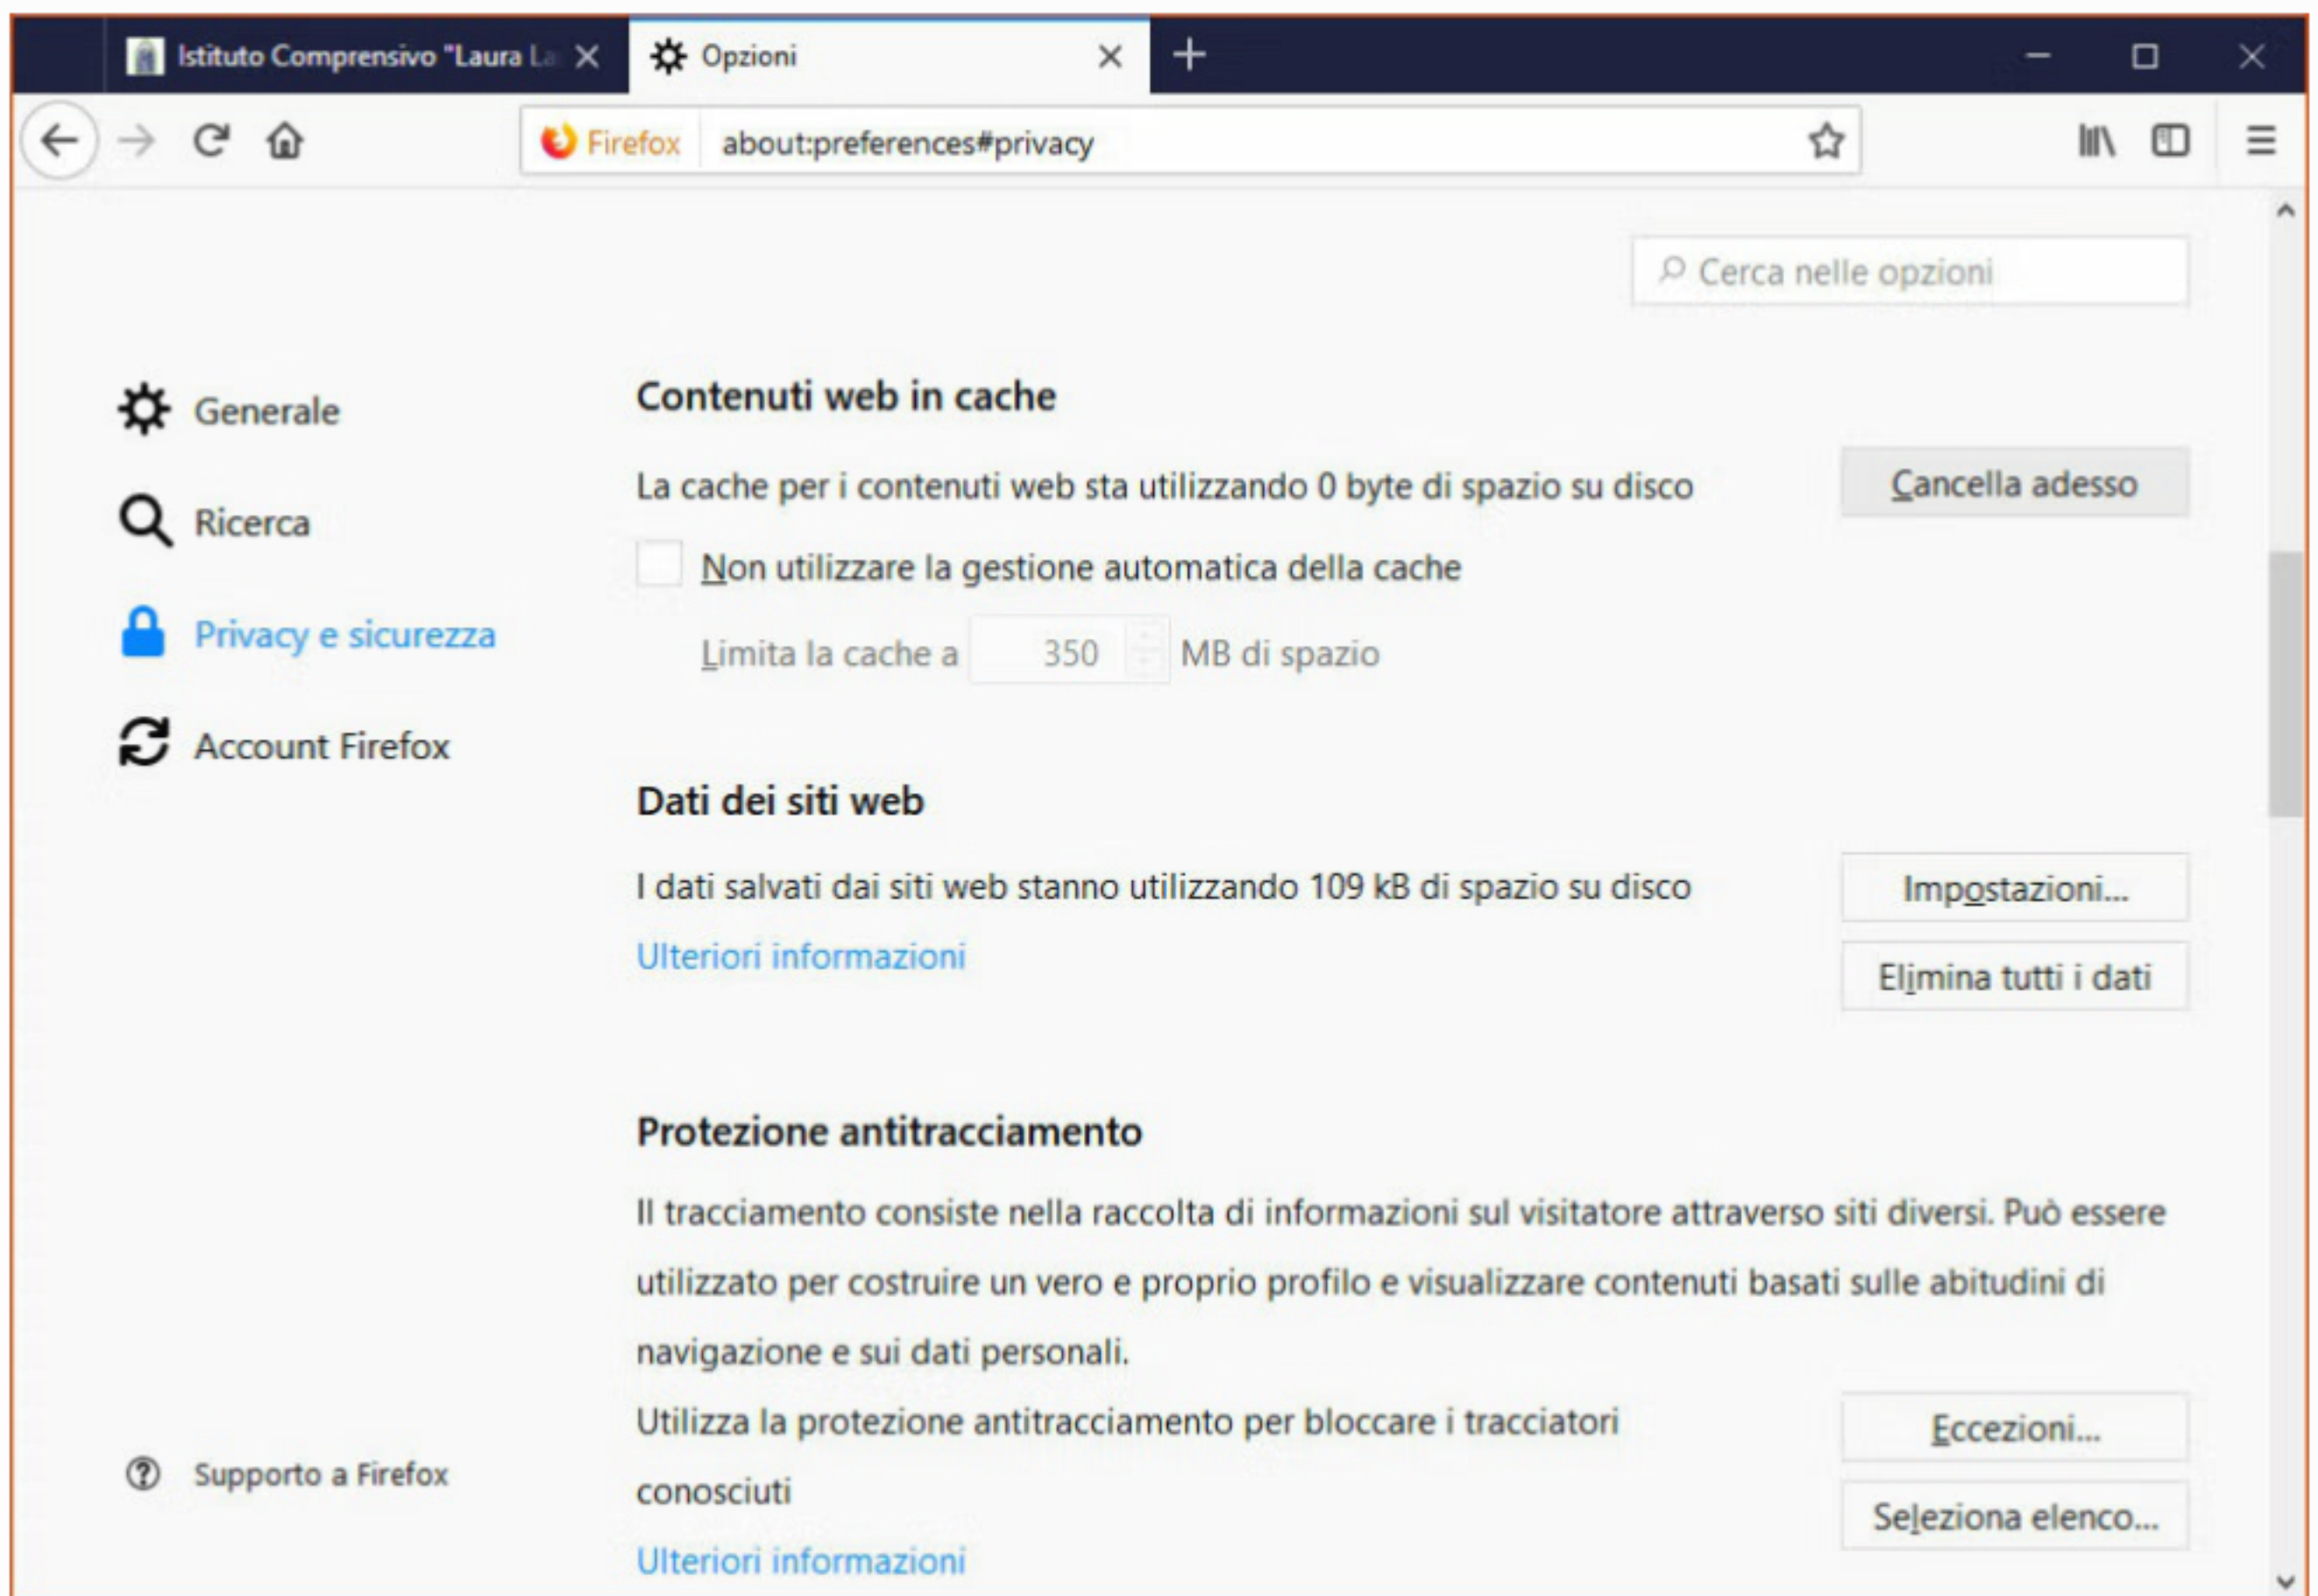 Istituto Comprensivo "Laura La
Opzioni
Firefox
about:preferences#privacy
Cerca nelle opzioni
Generale
Ricerca
Privacy e sicurezza
Account Firefox
Supporto a Firefox
Contenuti web in cache
La cache per i contenuti web sta utilizzando 0 byte di spazio su disco
Cancella adesso
Non utilizzare la gestione automatica della cache
Limita la cache a 350 MB di spazio
Dati dei siti web
I dati salvati dai siti web stanno utilizzando 109 kB di spazio su disco
Impostazioni...
Ulteriori informazioni
Elimina tutti i dati
Protezione antitracciamento
Il tracciamento consiste nella raccolta di informazioni sul visitatore attraverso siti diversi. Può essere
utilizzato per costruire un vero e proprio profilo e visualizzare contenuti basati sulle abitudini di
navigazione e sui dati personali.
Utilizza la protezione antitracciamento per bloccare i tracciatori
conosciuti
Eccezioni...
Seleziona elenco...
Ulteriori informazioni